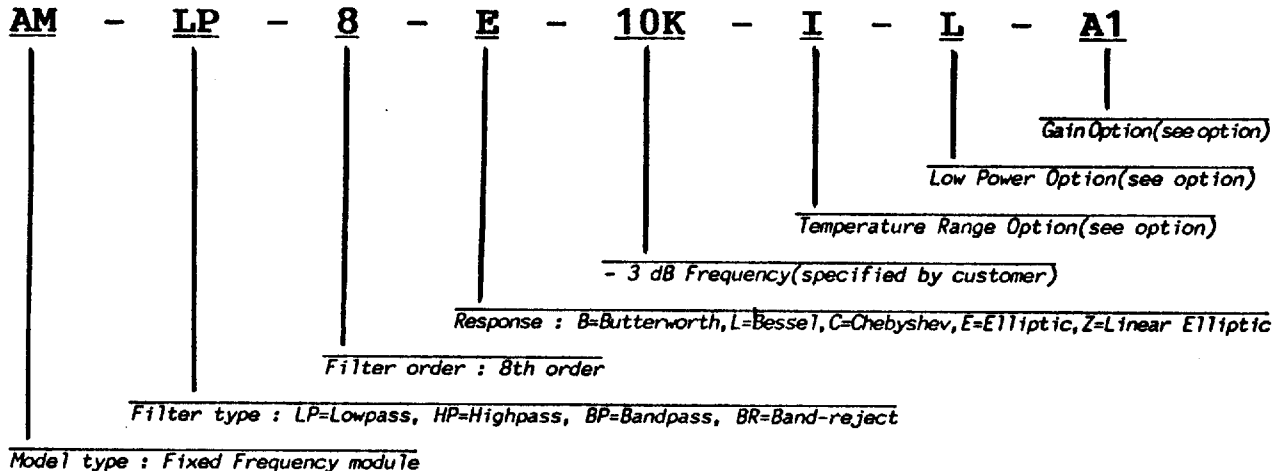 AM - LP - 8 - E - 10K - I - L - A1
Gain Option(see option)
Low Power Option(see option)
Temperature Range Option(see option)
- 3 dB Frequency(specified by customer)
Response : B=Butterworth,L=Bessel,C=Chebyshev,E=Elliptic,Z=Linear Elliptic
Filter order : 8th order
Filter type : LP=Lowpass, HP=Highpass, BP=Bandpass, BR=Band-reject
Model type : Fixed Frequency module